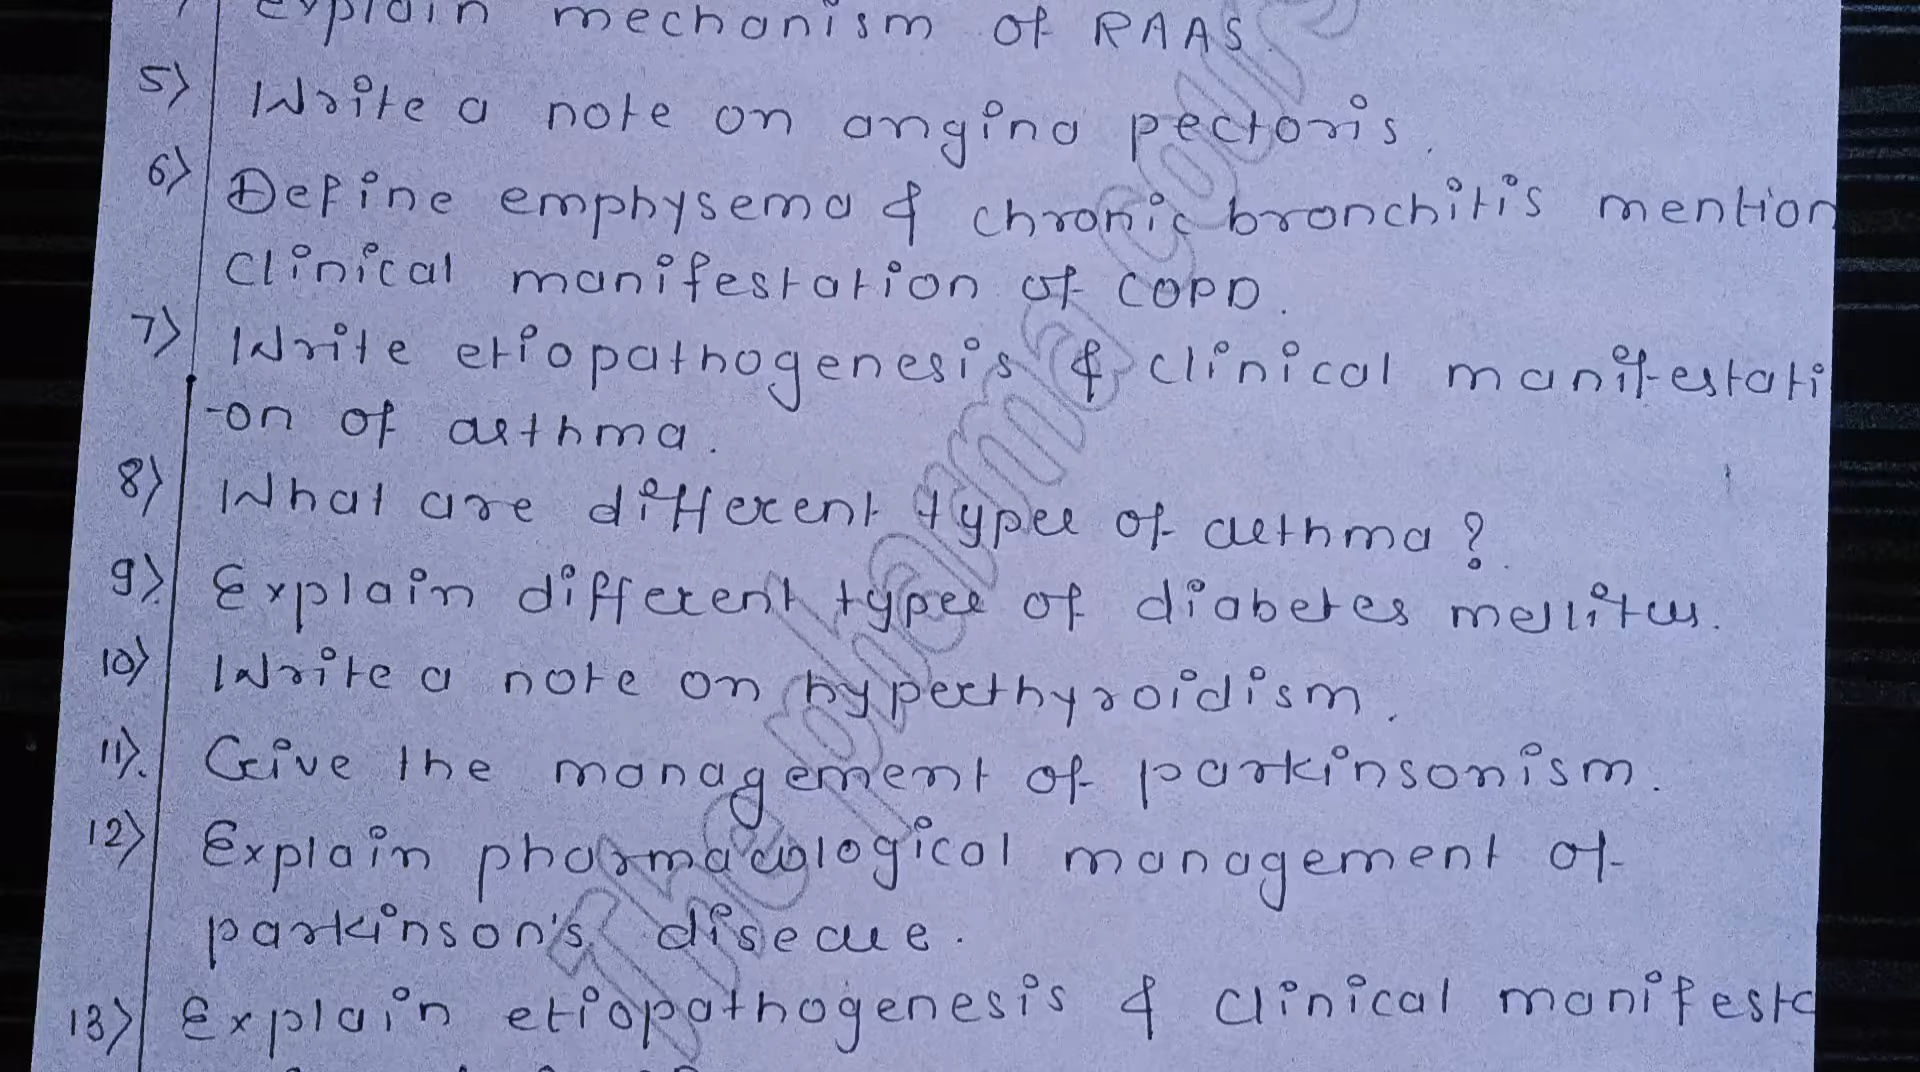 explain mechanism of RAAS.
5) Write a note on angina pectoris.
6) Define emphysema & chronic bronchitis mention
clinical manifestation of COPD.
7) Write etiopathogenesis & clinical manifestati
-on of asthma.
8) What are different types of asthma?
9) Explain different types of diabetes mellitus.
10) Write a note on hyperthyroidism.
11) Give the management of parkinsonism.
12) Explain pharmacological management of
parkinson's disease.
13) Explain etiopathogenesis & clinical manifesta